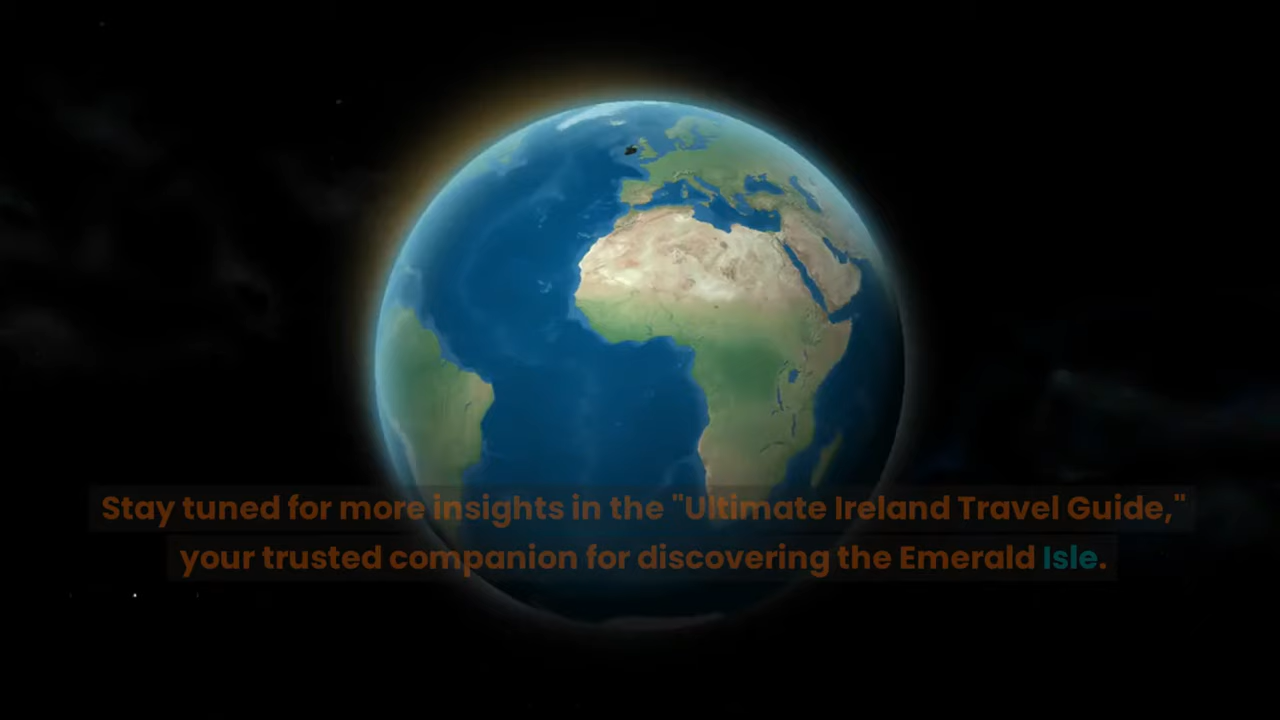 Stay tuned for more insights in the "Ultimate Ireland Travel Guide,"
your trusted companion for discovering the Emerald Isle.